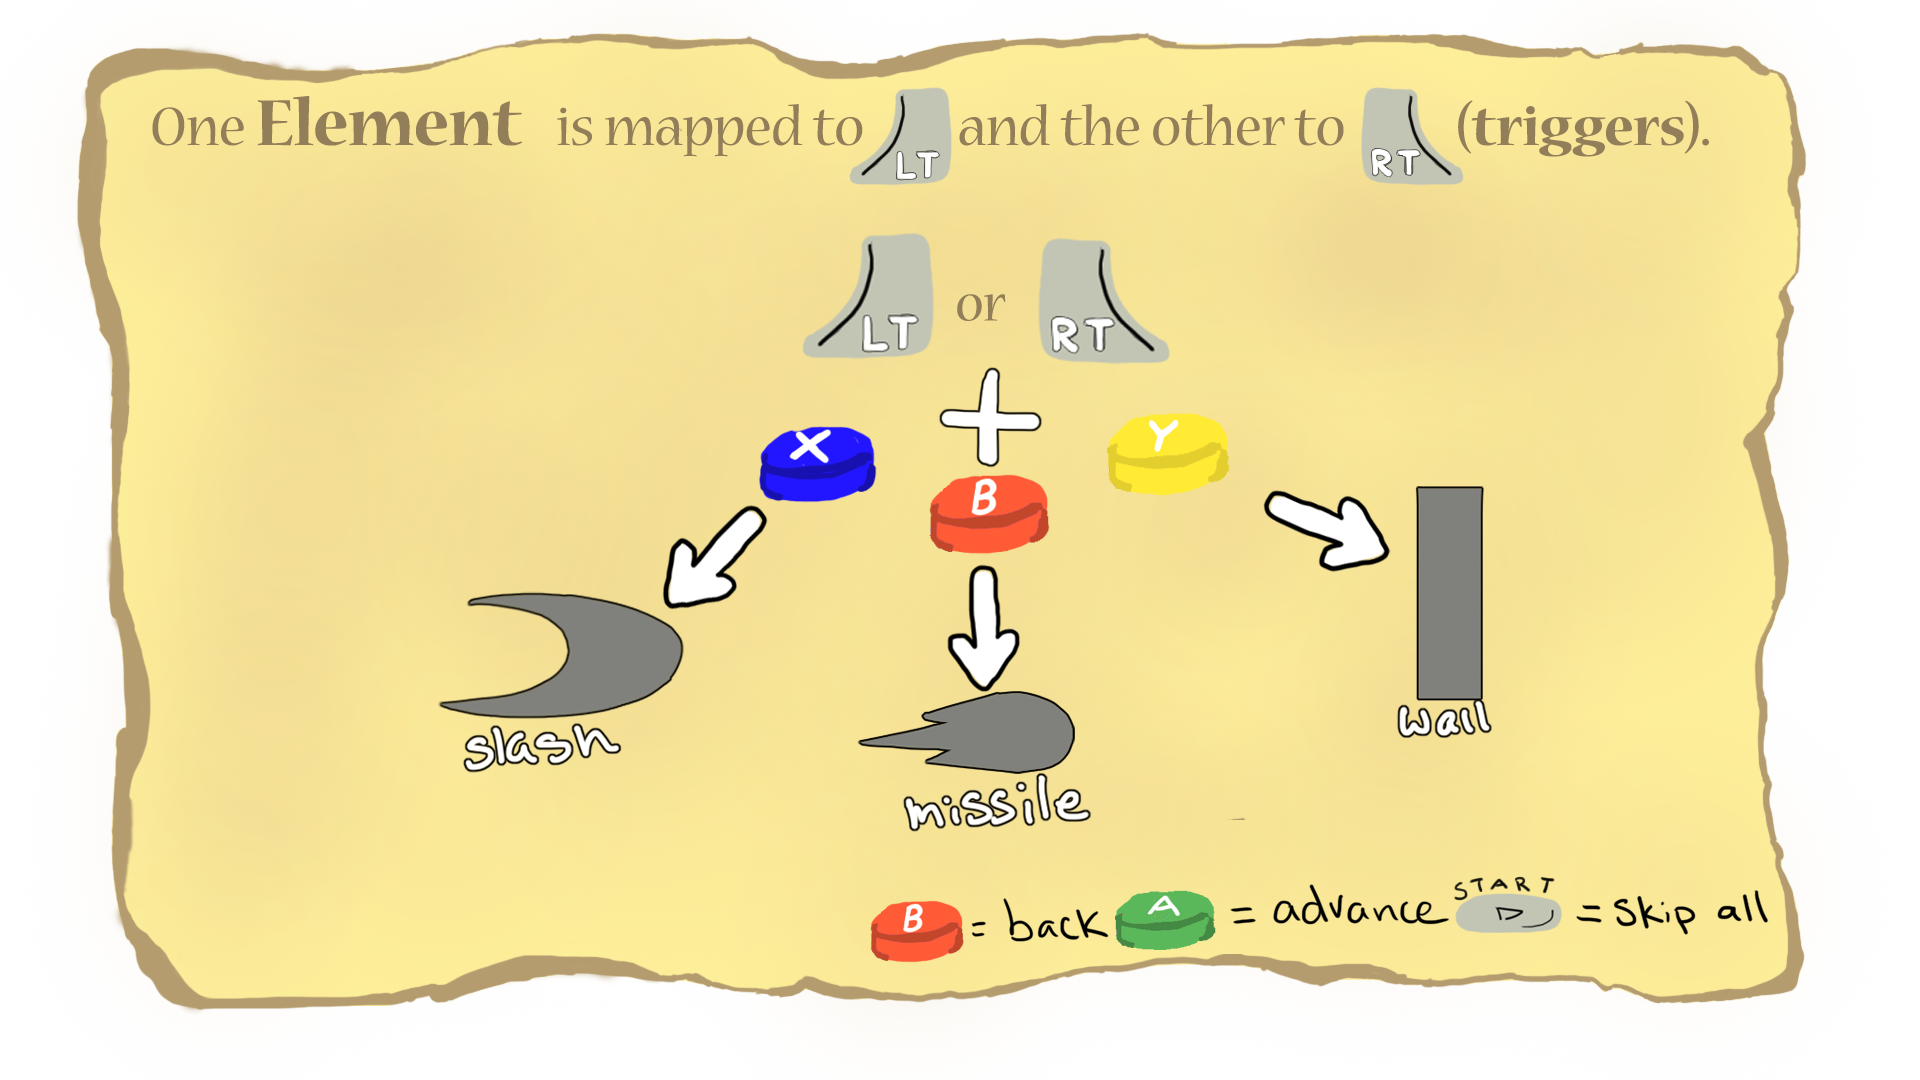 One Element is mapped to LT and the other to RT (triggers).
LT or RT
X B Y
slash
missile
wall
START
B = back A = advance = skip all